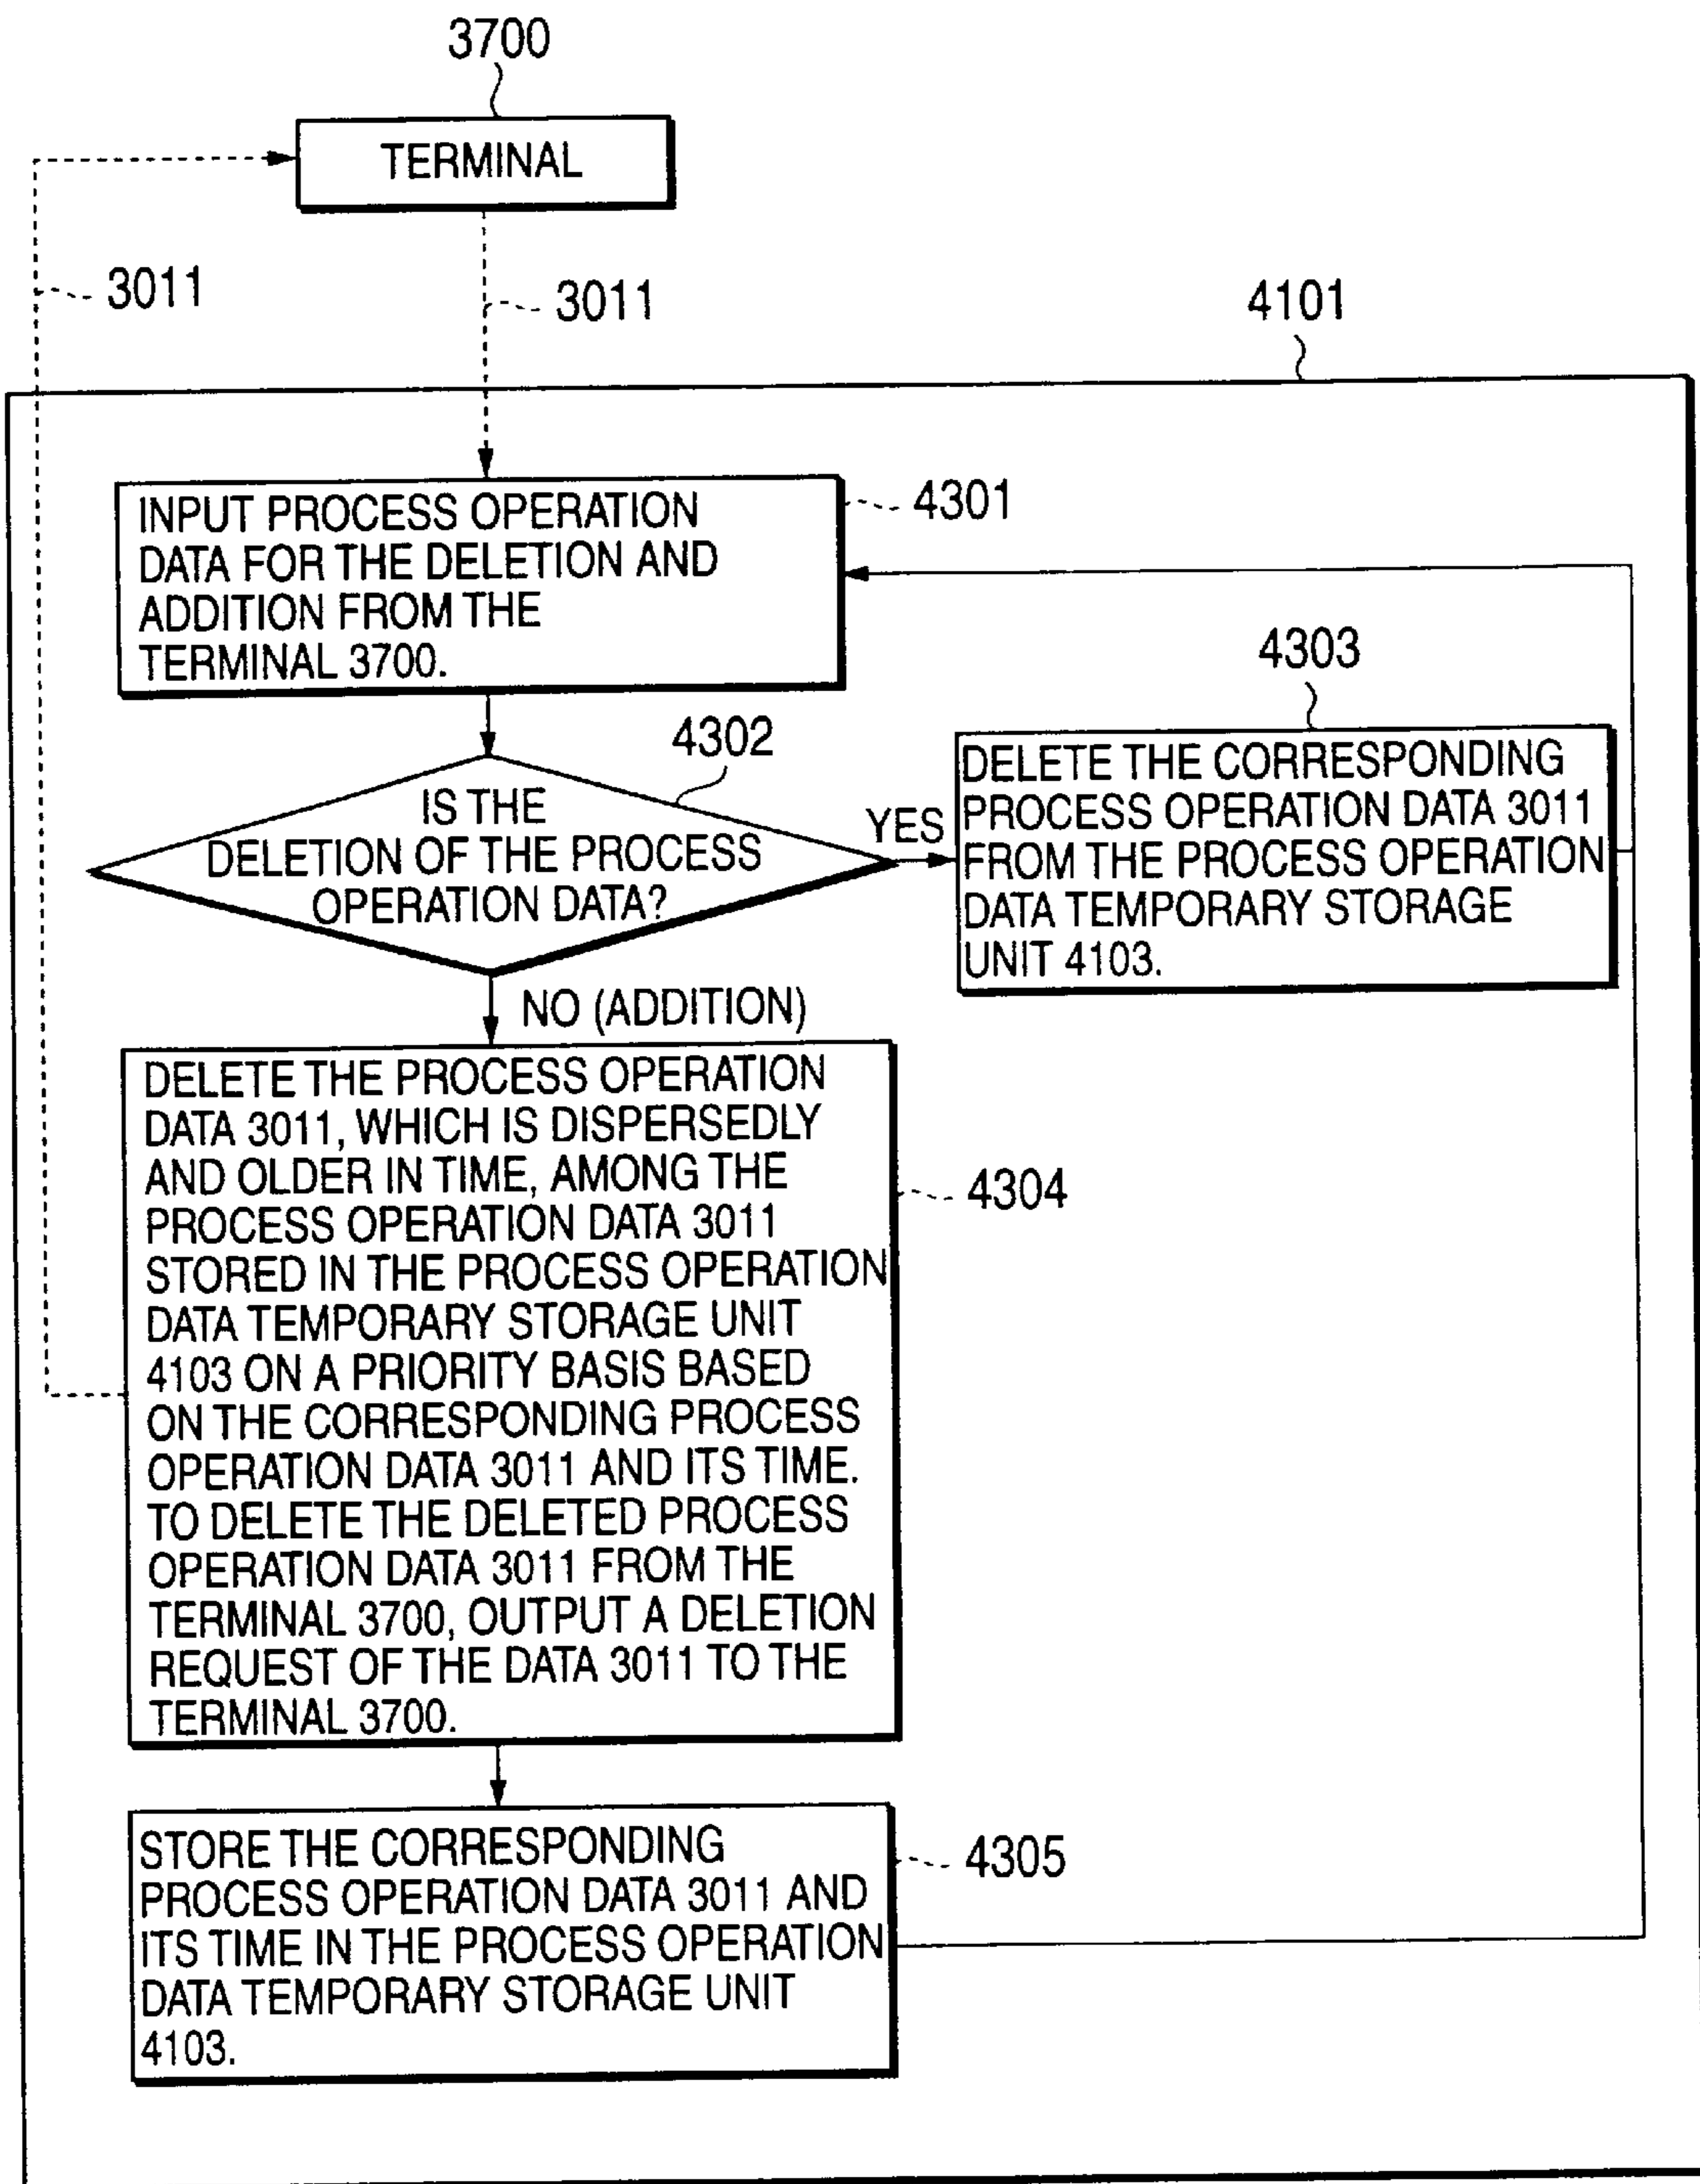 3700
TERMINAL
3011
3011
4101
INPUT PROCESS OPERATION
DATA FOR THE DELETION AND
ADDITION FROM THE
TERMINAL 3700.
4301
4302
IS THE
DELETION OF THE PROCESS
OPERATION DATA?
YES
4303
DELETE THE CORRESPONDING
PROCESS OPERATION DATA 3011
FROM THE PROCESS OPERATION
DATA TEMPORARY STORAGE
UNIT 4103.
NO (ADDITION)
DELETE THE PROCESS OPERATION
DATA 3011, WHICH IS DISPERSEDLY
AND OLDER IN TIME, AMONG THE
PROCESS OPERATION DATA 3011
STORED IN THE PROCESS OPERATION
DATA TEMPORARY STORAGE UNIT
4103 ON A PRIORITY BASIS BASED
ON THE CORRESPONDING PROCESS
OPERATION DATA 3011 AND ITS TIME.
TO DELETE THE DELETED PROCESS
OPERATION DATA 3011 FROM THE
TERMINAL 3700, OUTPUT A DELETION
REQUEST OF THE DATA 3011 TO THE
TERMINAL 3700.
4304
STORE THE CORRESPONDING
PROCESS OPERATION DATA 3011 AND
ITS TIME IN THE PROCESS OPERATION
DATA TEMPORARY STORAGE UNIT
4103.
4305